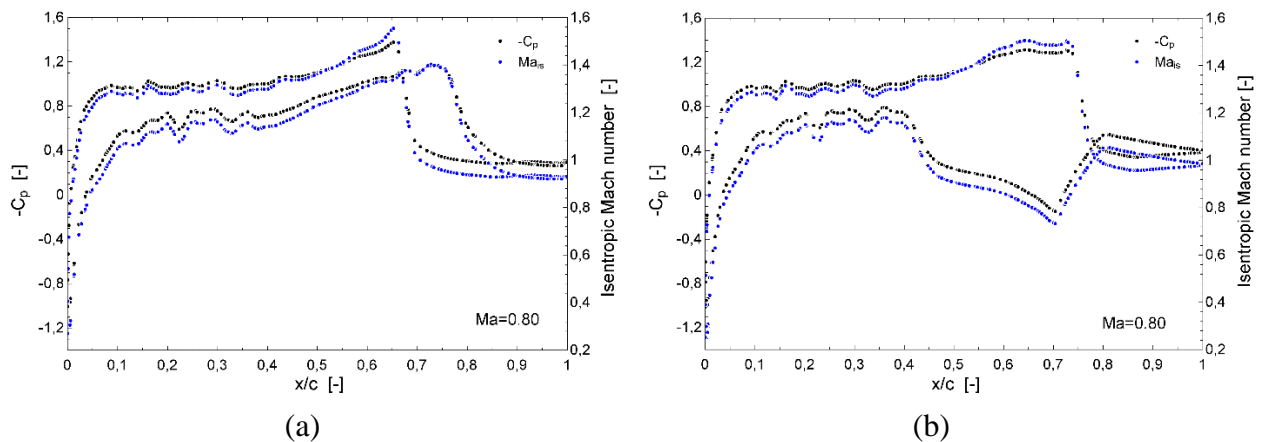 1,6
1,2
0,8
0,4
0
-0,4
-0,8
-1,2
-Cp [-]
-Cp
Mais
Ma=0.80
1,6
1,4
1,2
1
0,8
0,6
0,4
0,2
Isentropic Mach number [-]
0 0,1 0,2 0,3 0,4 0,5 0,6 0,7 0,8 0,9 1
x/c [-]
(a)
1,6
1,2
0,8
0,4
0
-0,4
-0,8
-1,2
-Cp [-]
-Cp
Mais
Ma=0.80
1,6
1,4
1,2
1
0,8
0,6
0,4
0,2
Isentropic Mach number [-]
0 0,1 0,2 0,3 0,4 0,5 0,6 0,7 0,8 0,9 1
x/c [-]
(b)